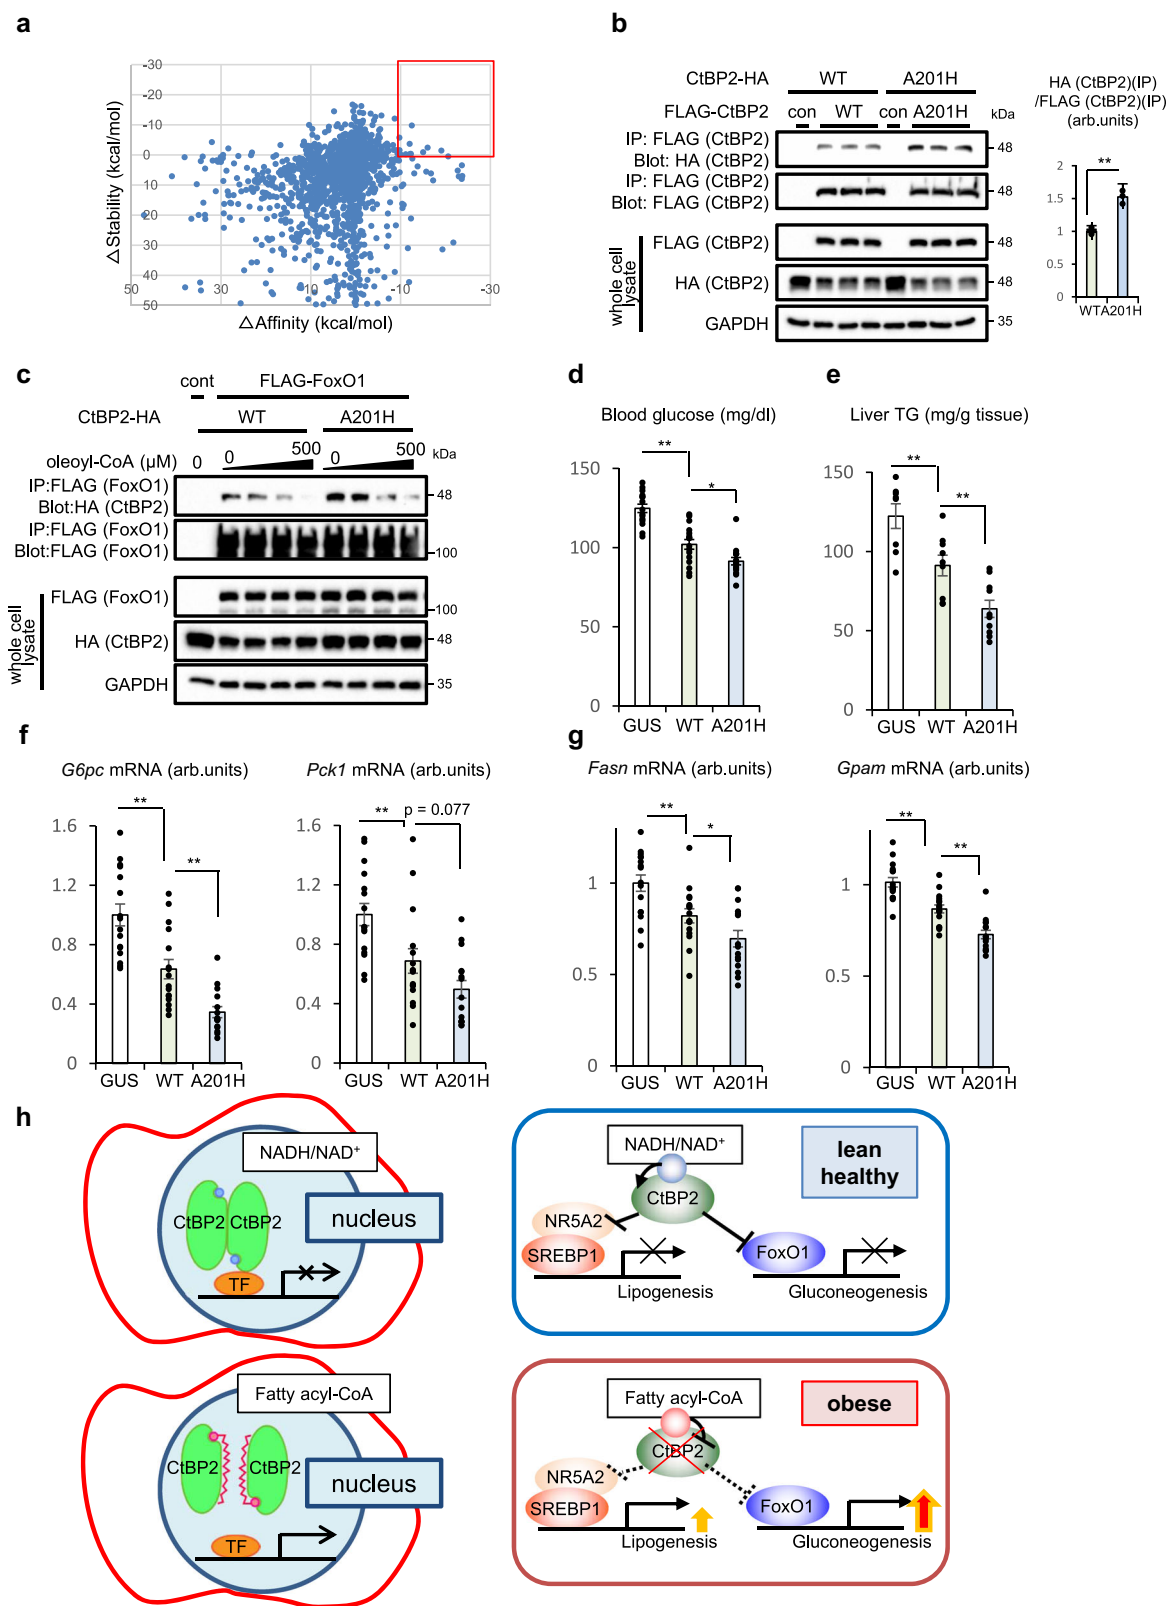 a
-30
-20
-10
0
10
20
30
40
50
50
30
10
-10
-30
△Stability (kcal/mol)
△Affinity (kcal/mol)
b
CtBP2-HA
WT
A201H
FLAG-CtBP2
con
WT
con
A201H
kDa
IP: FLAG (CtBP2)
Blot: HA (CtBP2)
48
IP: FLAG (CtBP2)
Blot: FLAG (CtBP2)
48
whole cell
lysate
FLAG (CtBP2)
48
HA (CtBP2)
48
GAPDH
35
HA (CtBP2)(IP)
/FLAG (CtBP2)(IP)
(arb.units)
**
2
1.5
1
0.5
0
WT
A201H
c
cont
FLAG-FoxO1
CtBP2-HA
WT
A201H
oleoyl-CoA (μM)
0
0
500
0
500
kDa
IP:FLAG (FoxO1)
Blot:HA (CtBP2)
48
IP:FLAG (FoxO1)
Blot:FLAG (FoxO1)
100
whole cell
lysate
FLAG (FoxO1)
100
HA (CtBP2)
48
GAPDH
35
d
Blood glucose (mg/dl)
**
*
150
100
50
0
GUS
WT
A201H
e
Liver TG (mg/g tissue)
**
**
150
100
50
0
GUS
WT
A201H
f
G6pc mRNA (arb.units)
**
**
1.6
1.2
0.8
0.4
0
GUS
WT
A201H
Pck1 mRNA (arb.units)
**
p = 0.077
1.6
1.2
0.8
0.4
0
GUS
WT
A201H
g
Fasn mRNA (arb.units)
**
*
1
0.5
0
GUS
WT
A201H
Gpam mRNA (arb.units)
**
**
1
0.5
0
GUS
WT
A201H
h
NADH/NAD⁺
CtBP2
CtBP2
nucleus
TF
NADH/NAD⁺
lean
healthy
CtBP2
NR5A2
SREBP1
FoxO1
Lipogenesis
Gluconeogenesis
Fatty acyl-CoA
CtBP2
CtBP2
nucleus
TF
Fatty acyl-CoA
obese
CtBP2
NR5A2
SREBP1
FoxO1
Lipogenesis
Gluconeogenesis